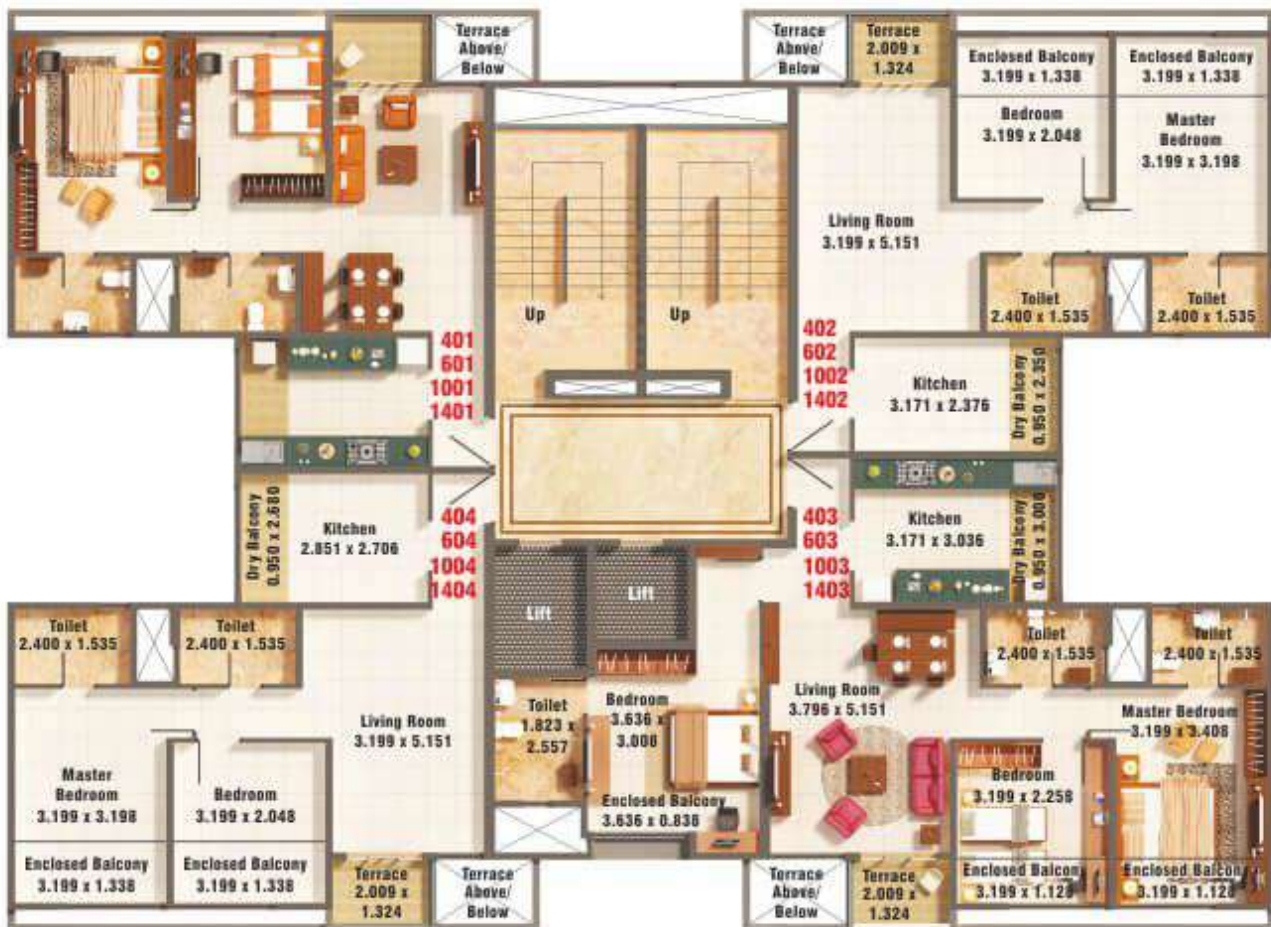 Terrace
Above/
Below
Terrace
Above/
Below
Terrace
2.009 x
1.324
Enclosed Balcony
3.199 x 1.338
Enclosed Balcony
3.199 x 1.338
Bedroom
3.199 x 2.048
Master
Bedroom
3.199 x 3.198
Living Room
3.199 x 5.151
Toilet
2.400 x 1.535
Toilet
2.400 x 1.535
Up
Up
401
601
1001
1401
402
602
1002
1402
Kitchen
3.171 x 2.376
Dry Balcony
0.950 x 2.350
Dry Balcony
0.950 x 2.680
Kitchen
2.851 x 2.706
404
604
1004
1404
403
603
1003
1403
Kitchen
3.171 x 3.036
Dry Balcony
0.950 x 3.000
Lift
Lift
Toilet
2.400 x 1.535
Toilet
2.400 x 1.535
Living Room
3.199 x 5.151
Master
Bedroom
3.199 x 3.198
Bedroom
3.199 x 2.048
Enclosed Balcony
3.199 x 1.338
Enclosed Balcony
3.199 x 1.338
Terrace
2.009 x
1.324
Terrace
Above/
Below
Toilet
1.823 x
2.557
Bedroom
3.636 x
3.008
Enclosed Balcony
3.636 x 0.838
Living Room
3.796 x 5.151
Toilet
2.400 x 1.535
Toilet
2.400 x 1.535
Master Bedroom
3.199 x 3.408
Bedroom
3.199 x 2.258
Enclosed Balcon
3.199 x 1.128
Enclosed Balcon
3.199 x 1.128
Terrace
Above/
Below
Terrace
2.009 x
1.324